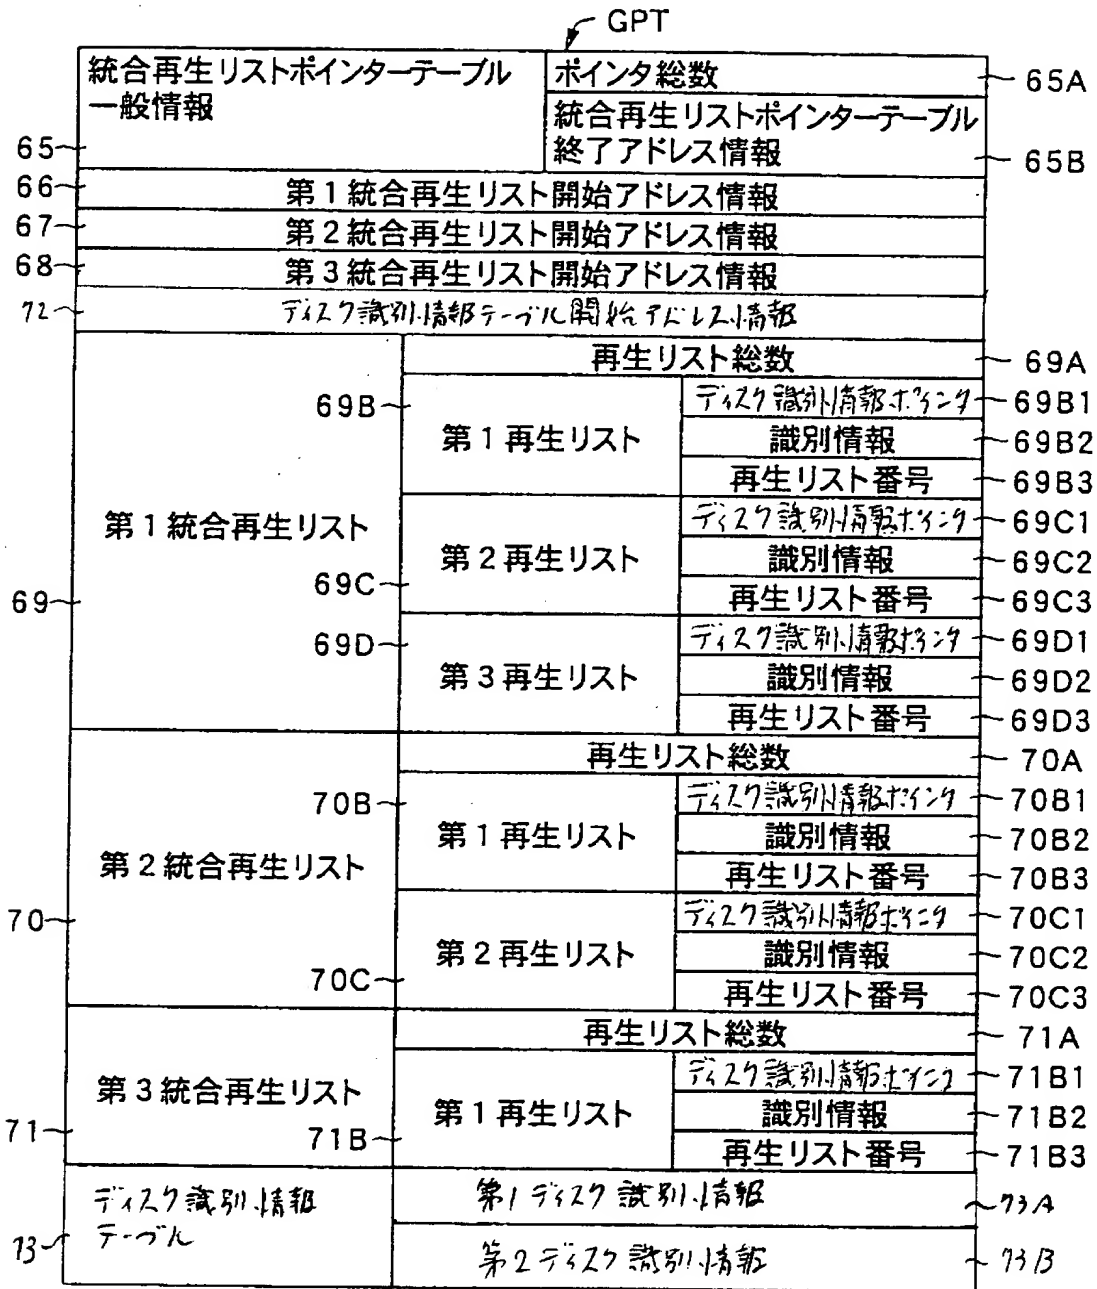 GPT
統合再生リストポインターテーブル
一般情報
65
ポインタ総数
65A
統合再生リストポインターテーブル
終了アドレス情報
65B
66
第1統合再生リスト開始アドレス情報
67
第2統合再生リスト開始アドレス情報
68
第3統合再生リスト開始アドレス情報
72
ディスク識別情報テーブル開始アドレス情報
再生リスト総数
69A
69B
第1再生リスト
ディスク識別情報ポインタ
69B1
識別情報
69B2
再生リスト番号
69B3
第1統合再生リスト
69
第2再生リスト
69C
ディスク識別情報ポインタ
69C1
識別情報
69C2
再生リスト番号
69C3
69D
第3再生リスト
ディスク識別情報ポインタ
69D1
識別情報
69D2
再生リスト番号
69D3
再生リスト総数
70A
70B
第1再生リスト
ディスク識別情報ポインタ
70B1
識別情報
70B2
再生リスト番号
70B3
第2統合再生リスト
70
第2再生リスト
70C
ディスク識別情報ポインタ
70C1
識別情報
70C2
再生リスト番号
70C3
再生リスト総数
71A
第3統合再生リスト
71
第1再生リスト
71B
ディスク識別情報ポインタ
71B1
識別情報
71B2
再生リスト番号
71B3
ディスク識別情報
テーブル
73
第1ディスク識別情報
73A
第2ディスク識別情報
73B